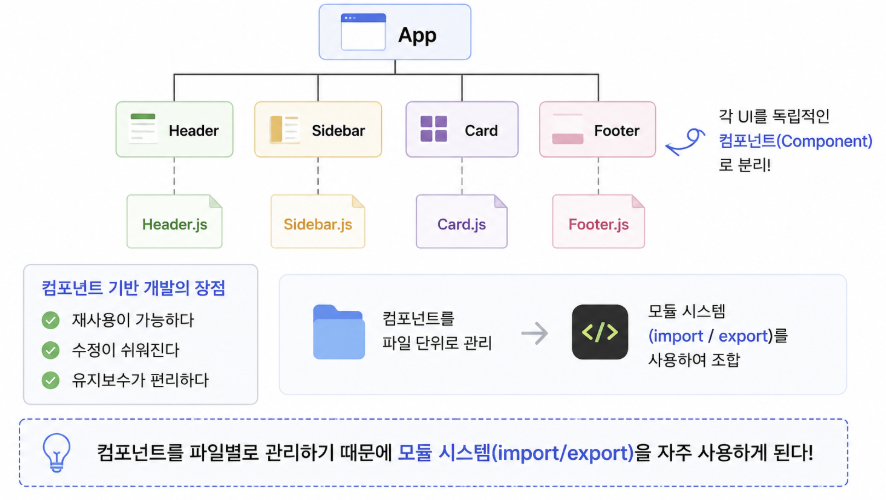 App
Header
Sidebar
Card
Footer
각 UI를 독립적인
컴포넌트(Component)
로 분리!
Header.js
Sidebar.js
Card.js
Footer.js
컴포넌트 기반 개발의 장점
재사용이 가능하다
수정이 쉬워진다
유지보수가 편리하다
컴포넌트를
파일 단위로 관리
</>
모듈 시스템
(import / export)를
사용하여 조합
컴포넌트를 파일별로 관리하기 때문에 모듈 시스템(import/export)을 자주 사용하게 된다!